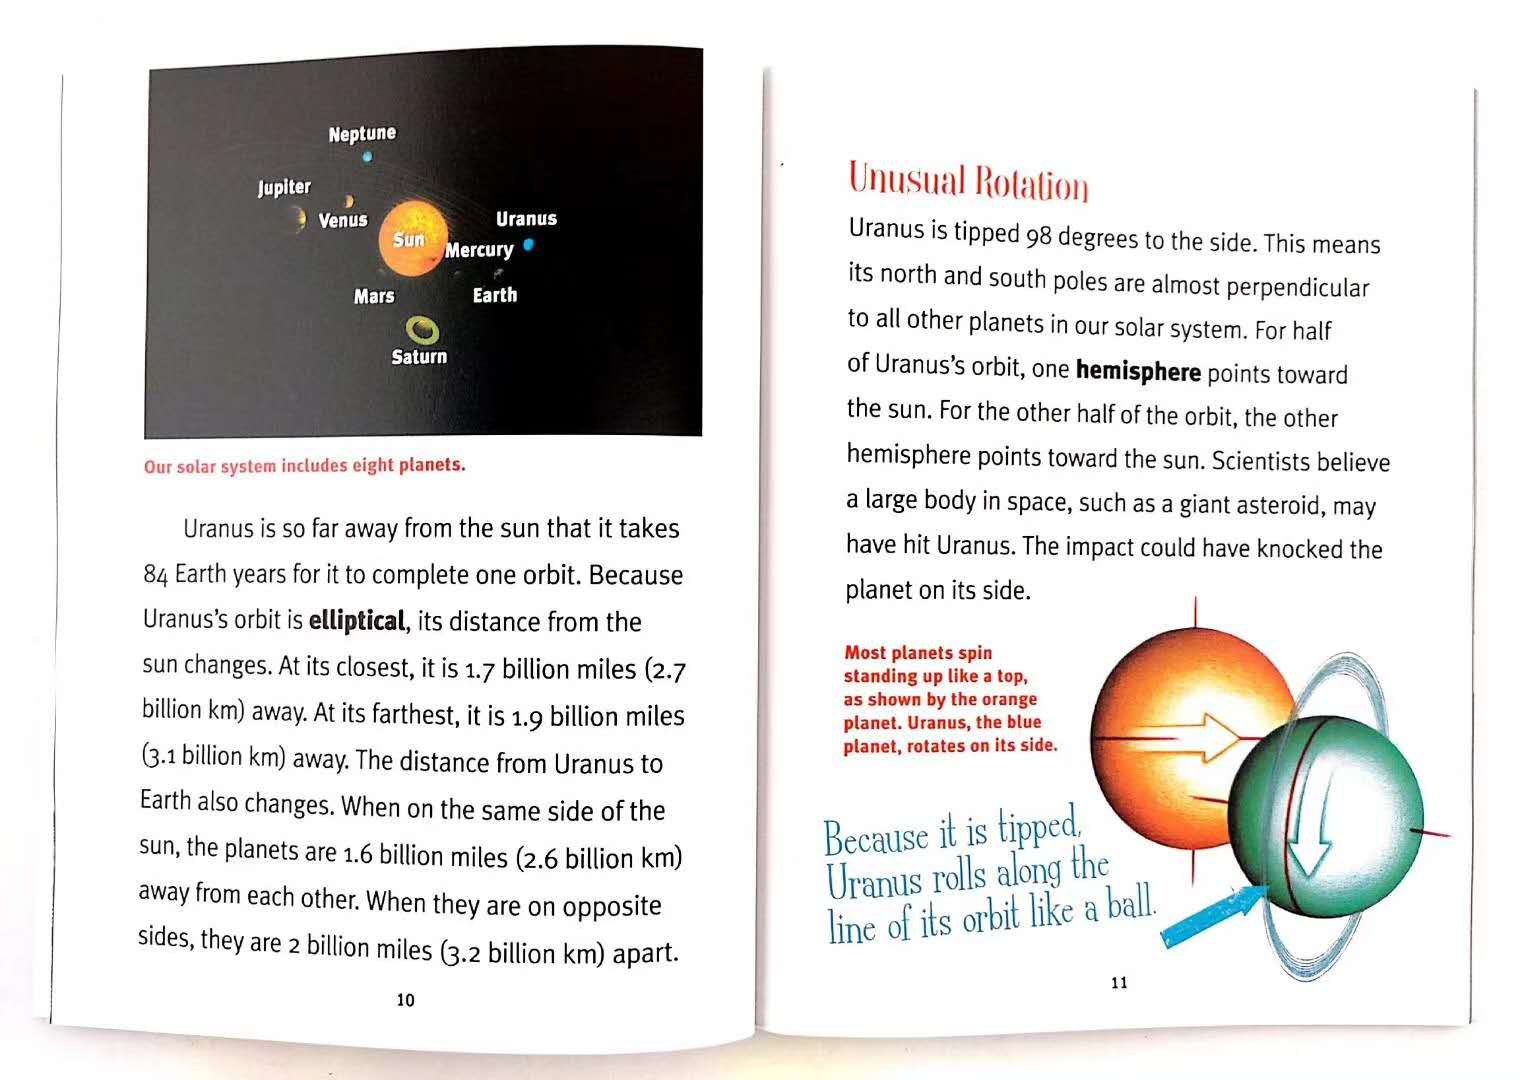 Neptune
Jupiter
Venus
Sun
Uranus
Mercury
Mars
Earth
Saturn
Our solar system includes eight planets.
Uranus is so far away from the sun that it takes
84 Earth years for it to complete one orbit. Because
Uranus's orbit is elliptical, its distance from the
sun changes. At its closest, it is 1.7 billion miles (2.7
billion km) away. At its farthest, it is 1.9 billion miles
(3.1 billion km) away. The distance from Uranus to
Earth also changes. When on the same side of the
sun, the planets are 1.6 billion miles (2.6 billion km)
away from each other. When they are on opposite
sides, they are 2 billion miles (3.2 billion km) apart.
10
Unusual Rotation
Uranus is tipped 98 degrees to the side. This means
its north and south poles are almost perpendicular
to all other planets in our solar system. For half
of Uranus's orbit, one hemisphere points toward
the sun. For the other half of the orbit, the other
hemisphere points toward the sun. Scientists believe
a large body in space, such as a giant asteroid, may
have hit Uranus. The impact could have knocked the
planet on its side.
Most planets spin
standing up like a top,
as shown by the orange
planet. Uranus, the blue
planet, rotates on its side.
Because it is tipped,
Uranus rolls along the
line of its orbit like a ball.
11